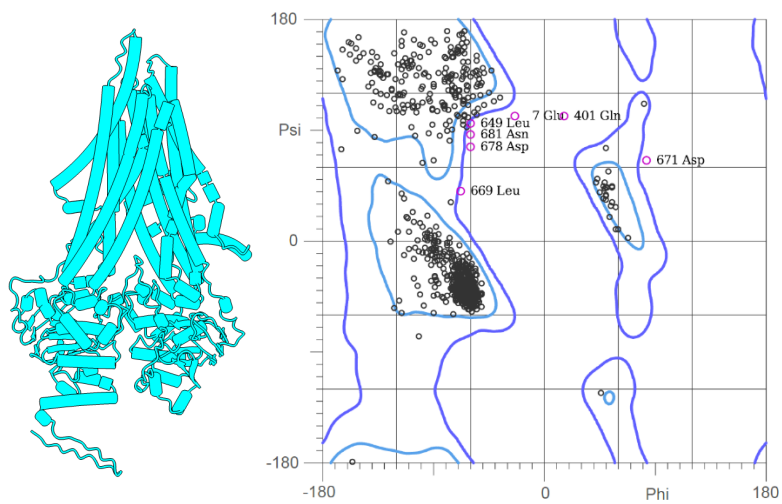 180
Psi
7 Glu
401 Gln
649 Leu
681 Asn
678 Asp
671 Asp
669 Leu
0
-180
-180
0
Phi
180